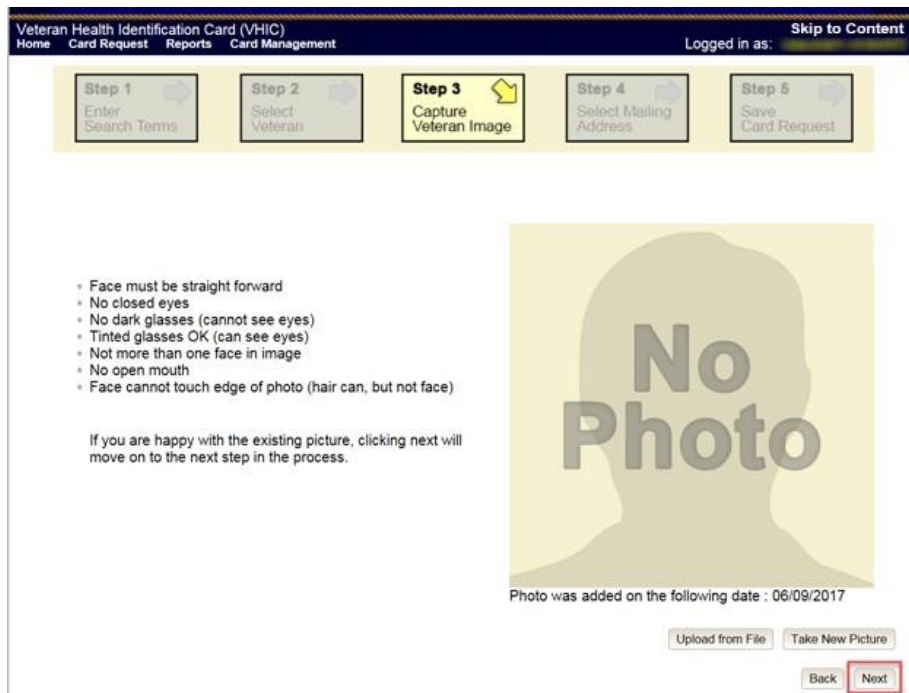 Veteran Health Identification Card (VHIC)
Skip to Content
Home Card Request Reports Card Management
Logged in as:
Step 1
Enter
Search Terms
Step 2
Select
Veteran
Step 3
Capture
Veteran Image
Step 4
Select Mailing
Address
Step 5
Save
Card Request
Face must be straight forward
No closed eyes
No dark glasses (cannot see eyes)
Tinted glasses OK (can see eyes)
Not more than one face in image
No open mouth
Face cannot touch edge of photo (hair can, but not face)
If you are happy with the existing picture, clicking next will
move on to the next step in the process.
No
Photo
Photo was added on the following date : 06/09/2017
Upload from File
Take New Picture
Back
Next